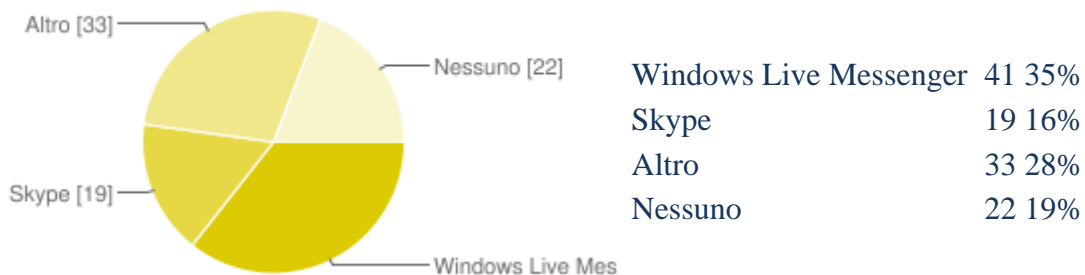 Altro [33]
Nessuno [22]
Skype [19]
Windows Live Mes
Windows Live Messenger 41 35%
Skype 19 16%
Altro 33 28%
Nessuno 22 19%